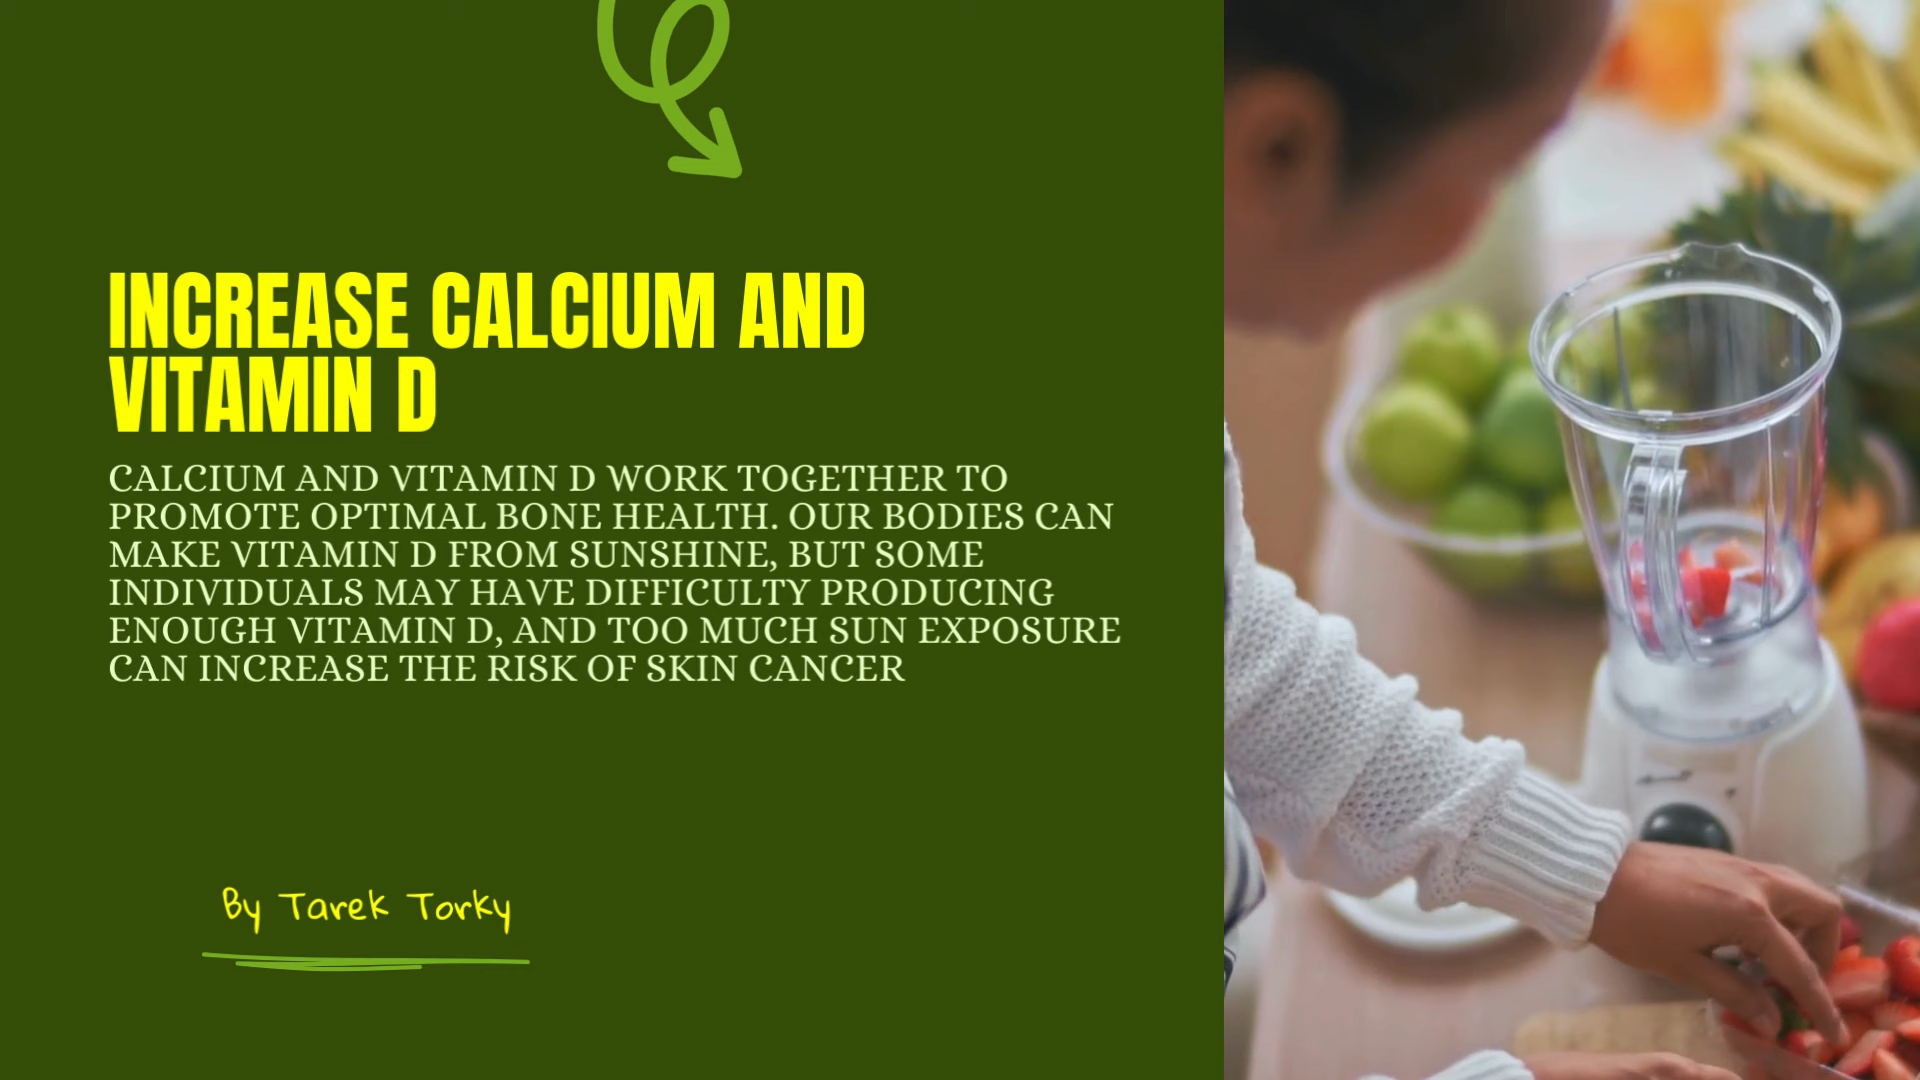 INCREASE CALCIUM AND
VITAMIN D
CALCIUM AND VITAMIN D WORK TOGETHER TO
PROMOTE OPTIMAL BONE HEALTH. OUR BODIES CAN
MAKE VITAMIN D FROM SUNSHINE, BUT SOME
INDIVIDUALS MAY HAVE DIFFICULTY PRODUCING
ENOUGH VITAMIN D, AND TOO MUCH SUN EXPOSURE
CAN INCREASE THE RISK OF SKIN CANCER
By Tarek Torky